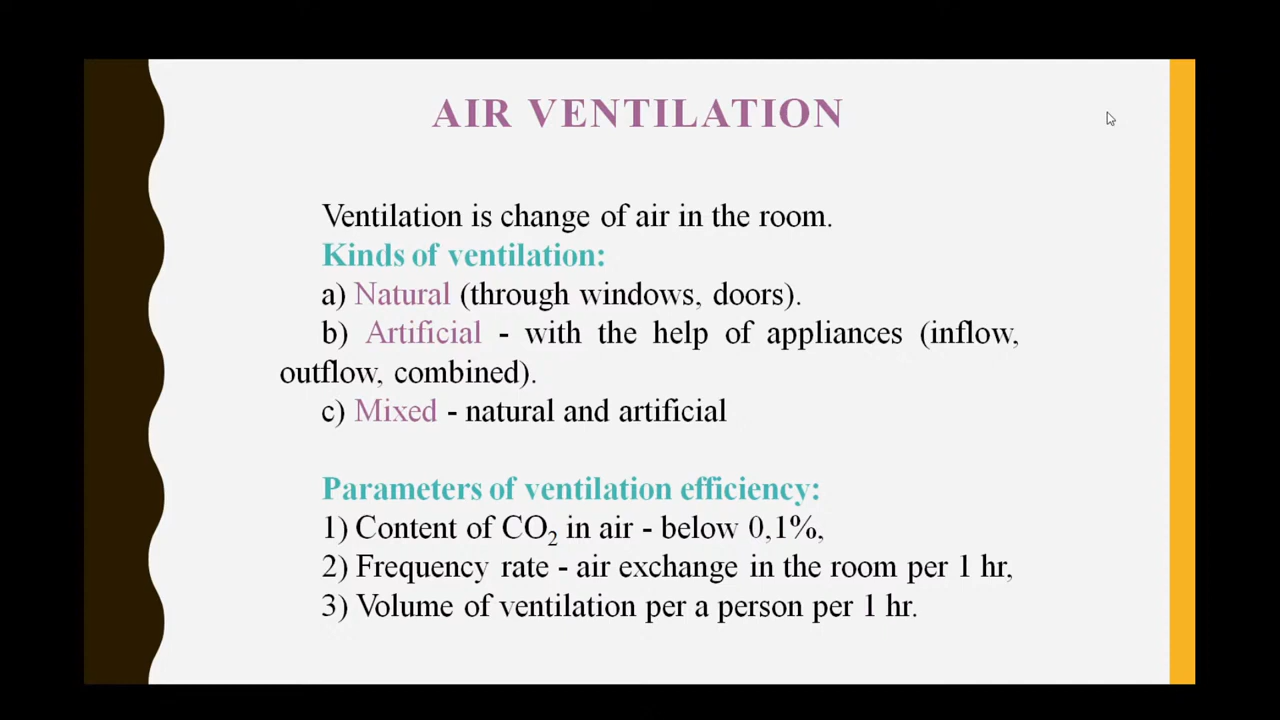 AIR VENTILATION
Ventilation is change of air in the room.
Kinds of ventilation:
a) Natural (through windows, doors).
b) Artificial - with the help of appliances (inflow,
outflow, combined).
c) Mixed - natural and artificial
Parameters of ventilation efficiency:
1) Content of CO₂ in air - below 0,1%,
2) Frequency rate - air exchange in the room per 1 hr,
3) Volume of ventilation per a person per 1 hr.